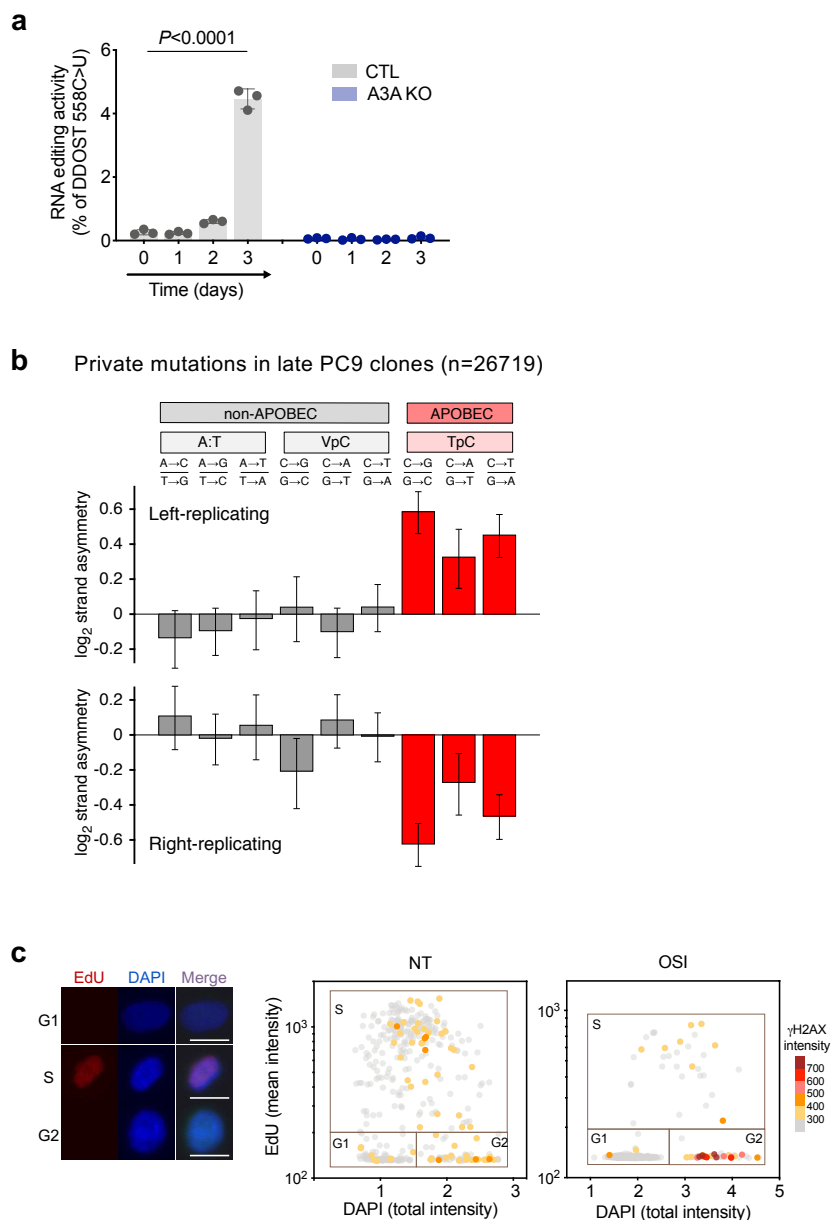 a
P<0.0001
CTL
A3A KO
RNA editing activity
(% of DDOST 558C>U)
6
4
2
0
0 1 2 3 0 1 2 3
Time (days)
b Private mutations in late PC9 clones (n=26719)
non-APOBEC APOBEC
A:T VpC TpC
A→C A→G A→T C→G C→A C→T C→G C→A C→T
T→G T→C T→A G→C G→T G→A G→C G→T G→A
log2 strand asymmetry
0.6
0.4
0.2
0
-0.2
Left-replicating
log2 strand asymmetry
0.2
0
-0.2
-0.4
-0.6
Right-replicating
c
EdU DAPI Merge
G1
S
G2
NT
EdU (mean intensity)
10³
10²
S
G1 G2
1 2 3
DAPI (total intensity)
OSI
10³
10²
S
G1 G2
1 2 3 4 5
DAPI (total intensity)
γH2AX
intensity
700
600
500
400
300